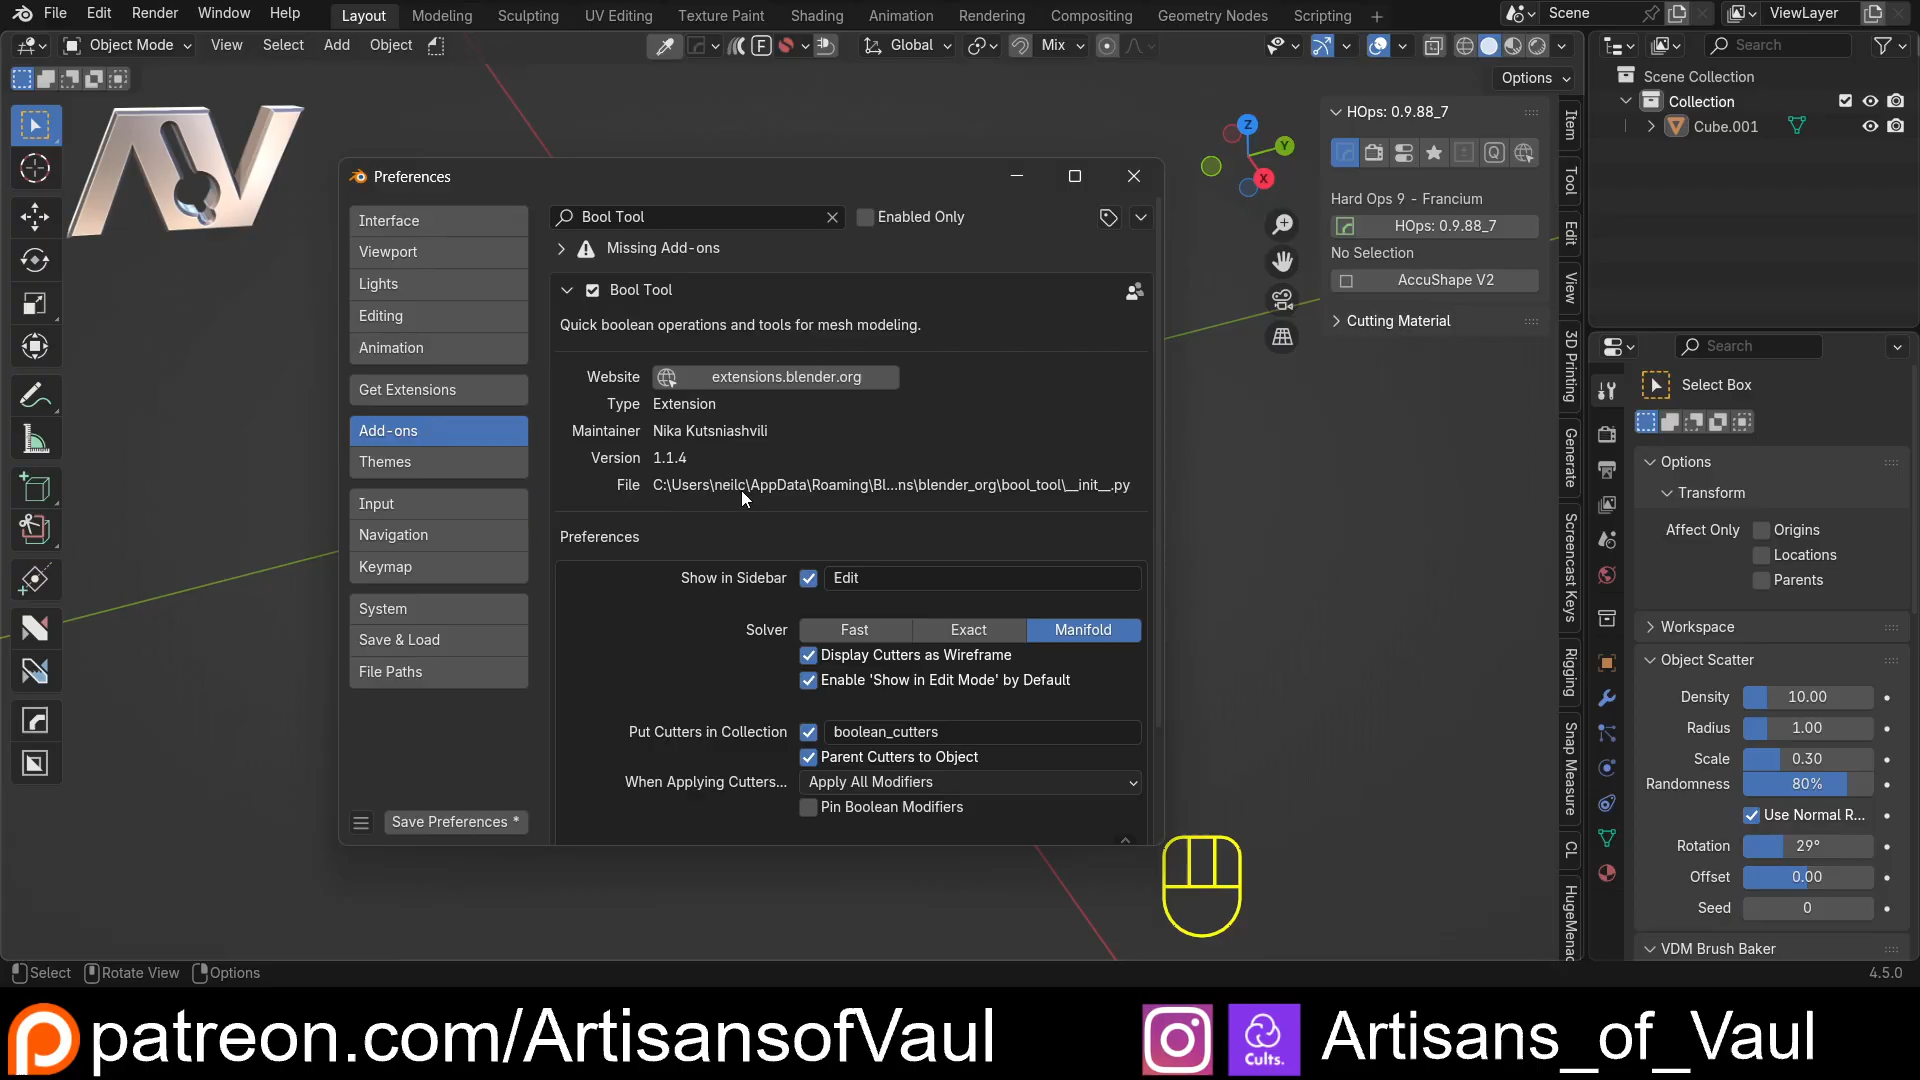 File Edit Render Window Help Layout Modeling Sculpting UV Editing Texture Paint Shading Animation Rendering Compositing Geometry Nodes Scripting + Scene ViewLayer
Object Mode View Select Add Object Global Mix Search
Options
Scene Collection
Collection
Cube.001
AV
HOps: 0.9.88_7
Q
Hard Ops 9 - Francium
HOps: 0.9.88_7
No Selection
AccuShape V2
Cutting Material
Z
Y
X
Item
Tool
Edit
View
3D Printing
Generate
Screencast Keys
Rigging
Snap Measure
CL
HugeMenac
Preferences
Interface
Viewport
Lights
Editing
Animation
Get Extensions
Add-ons
Themes
Input
Navigation
Keymap
System
Save & Load
File Paths
Save Preferences *
Bool Tool
Enabled Only
Missing Add-ons
Bool Tool
Quick boolean operations and tools for mesh modeling.
Website extensions.blender.org
Type Extension
Maintainer Nika Kutsniashvili
Version 1.1.4
File C:\Users\neilc\AppData\Roaming\Bl...ns\blender_org\bool_tool\__init__.py
Preferences
Show in Sidebar Edit
Solver Fast Exact Manifold
Display Cutters as Wireframe
Enable 'Show in Edit Mode' by Default
Put Cutters in Collection boolean_cutters
Parent Cutters to Object
When Applying Cutters... Apply All Modifiers
Pin Boolean Modifiers
Search
Select Box
Options
Transform
Affect Only Origins
Locations
Parents
Workspace
Object Scatter
Density 10.00
Radius 1.00
Scale 0.30
Randomness 80%
Use Normal R...
Rotation 29°
Offset 0.00
Seed 0
VDM Brush Baker
Select Rotate View Options
4.5.0
patreon.com/ArtisansofVaul
Cults.
Artisans_of_Vaul